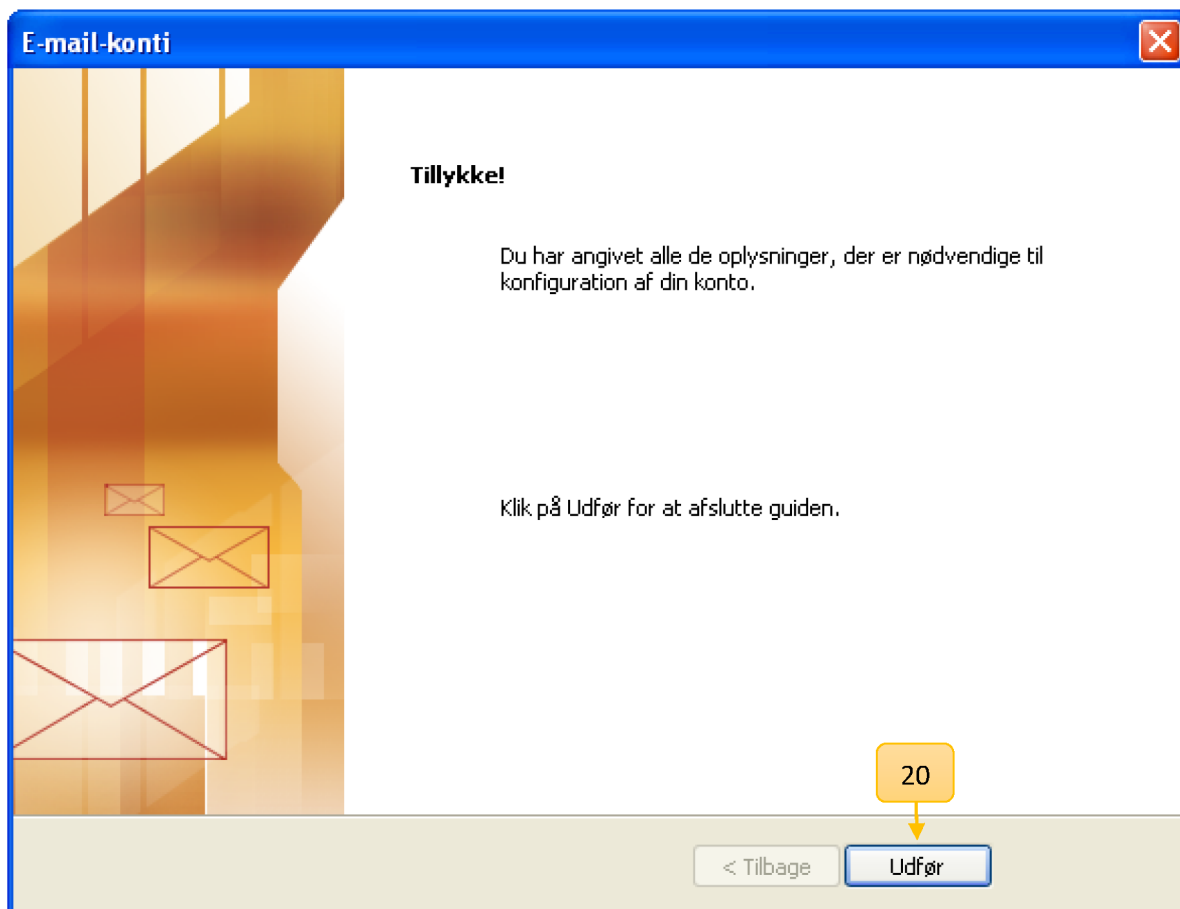 E-mail-konti
Tillykke!
Du har angivet alle de oplysninger, der er nødvendige til
konfiguration af din konto.
Klik på Udfør for at afslutte guiden.
20
< Tilbage
Udfør